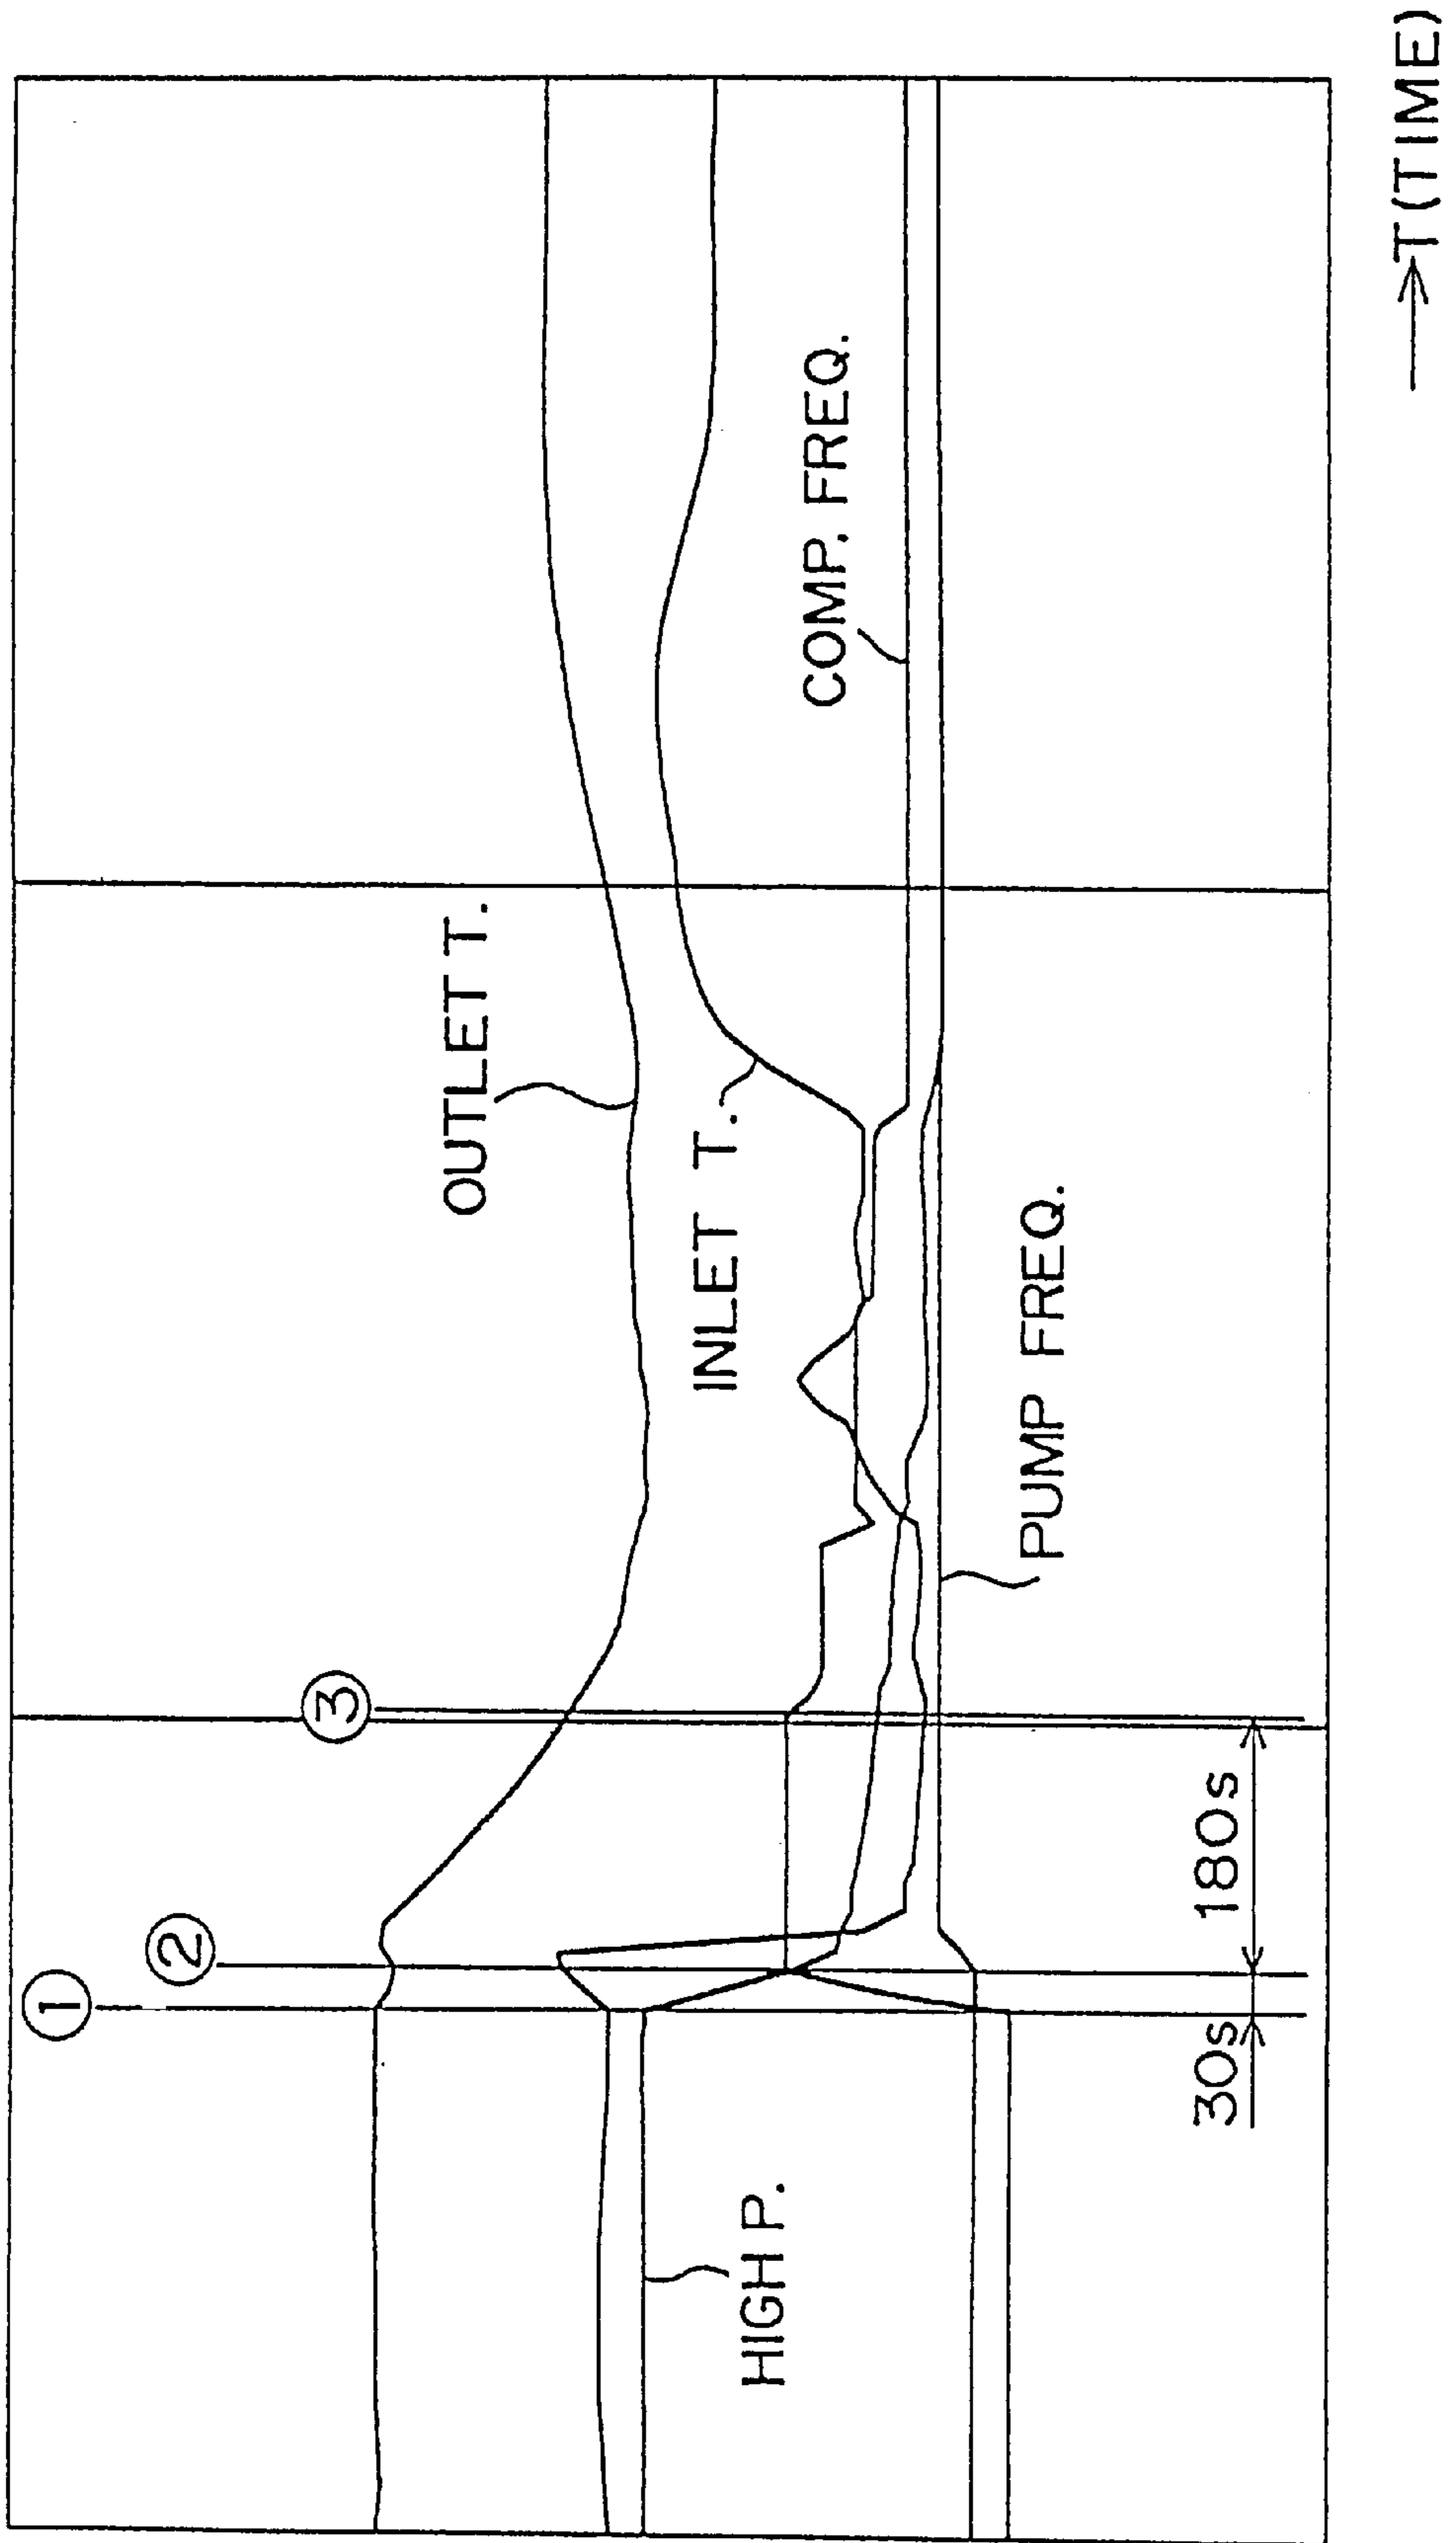 ①
②
③
OUTLET T.
INLET T.
COMP. FREQ.
HIGH P.
PUMP FREQ.
30s
180s
→T(TIME)